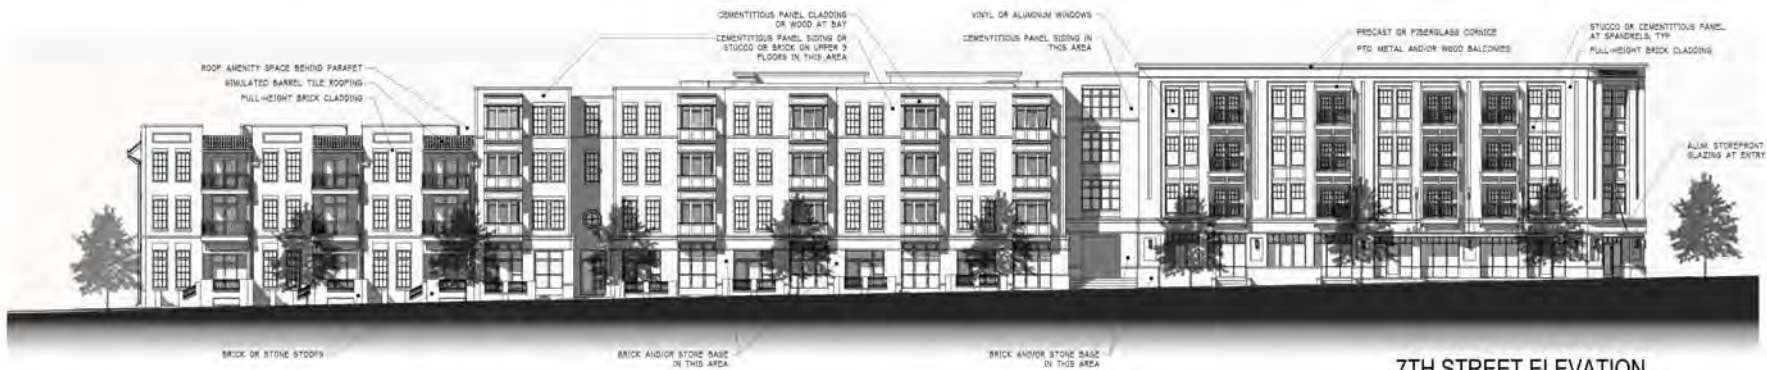 CEMENTITIOUS PANEL CLADDING
OR WOOD AT BAY
CEMENTITIOUS PANEL SIDING OR
STUCCO OR BRICK ON UPPER 3
FLOORS IN THIS AREA
ROOF AMENITY SPACE BEHIND PARAPET
SIMULATED BARREL TILE ROOFING
FULL-HEIGHT BRICK CLADDING
VINYL OR ALUMINUM WINDOWS
CEMENTITIOUS PANEL SIDING IN
THIS AREA
PRECAST OR FIBERGLASS CORNICE
PTD METAL AND/OR WOOD BALCONIES
STUCCO OR CEMENTITIOUS PANEL
AT SPANDRELS, TYP
FULL-HEIGHT BRICK CLADDING
ALUM. STOREFRONT
GLAZING AT ENTRY
BRICK OR STONE STOOPS
BRICK AND/OR STONE BASE
IN THIS AREA
BRICK AND/OR STONE BASE
IN THIS AREA
7TH STREET ELEVATION